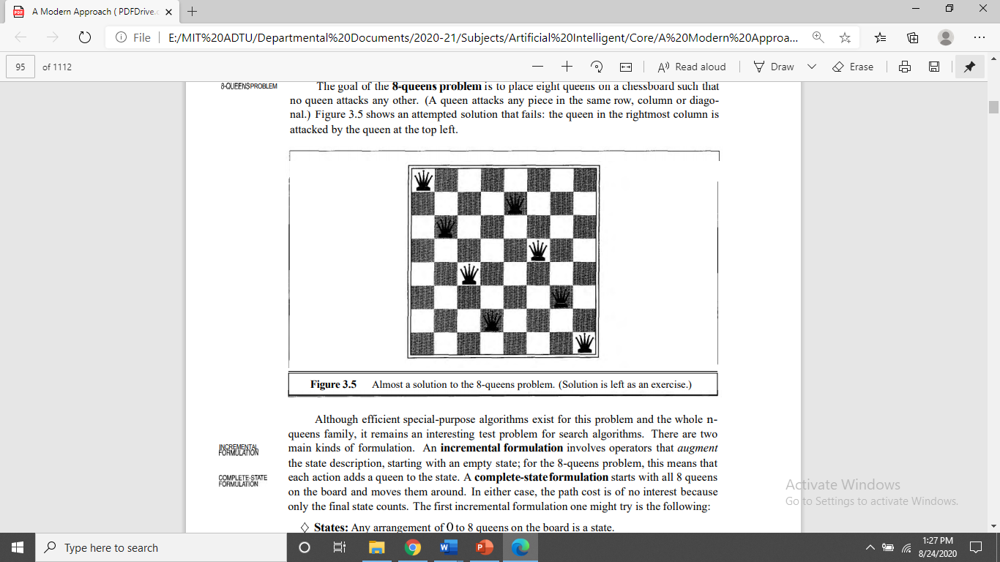 A Modern Approach ( PDFDrive.c
File
E:/MIT%20ADTU/Departmental%20Documents/2020-21/Subjects/Artificial%20Intelligent/Core/A%20Modern%20Approa...
95 of 1112
Read aloud
Draw
Erase
8-QUEENS PROBLEM
The goal of the 8-queens problem is to place eight queens on a chessboard such that
no queen attacks any other. (A queen attacks any piece in the same row, column or diago-
nal.) Figure 3.5 shows an attempted solution that fails: the queen in the rightmost column is
attacked by the queen at the top left.
Figure 3.5 Almost a solution to the 8-queens problem. (Solution is left as an exercise.)
Although efficient special-purpose algorithms exist for this problem and the whole n-
queens family, it remains an interesting test problem for search algorithms. There are two
INCREMENTAL
FORMULATION
main kinds of formulation. An incremental formulation involves operators that augment
the state description, starting with an empty state; for the 8-queens problem, this means that
COMPLETE-STATE
FORMULATION
each action adds a queen to the state. A complete-state formulation starts with all 8 queens
on the board and moves them around. In either case, the path cost is of no interest because
only the final state counts. The first incremental formulation one might try is the following:
◊ States: Any arrangement of 0 to 8 queens on the board is a state.
Activate Windows
Go to Settings to activate Windows.
Type here to search
1:27 PM
8/24/2020